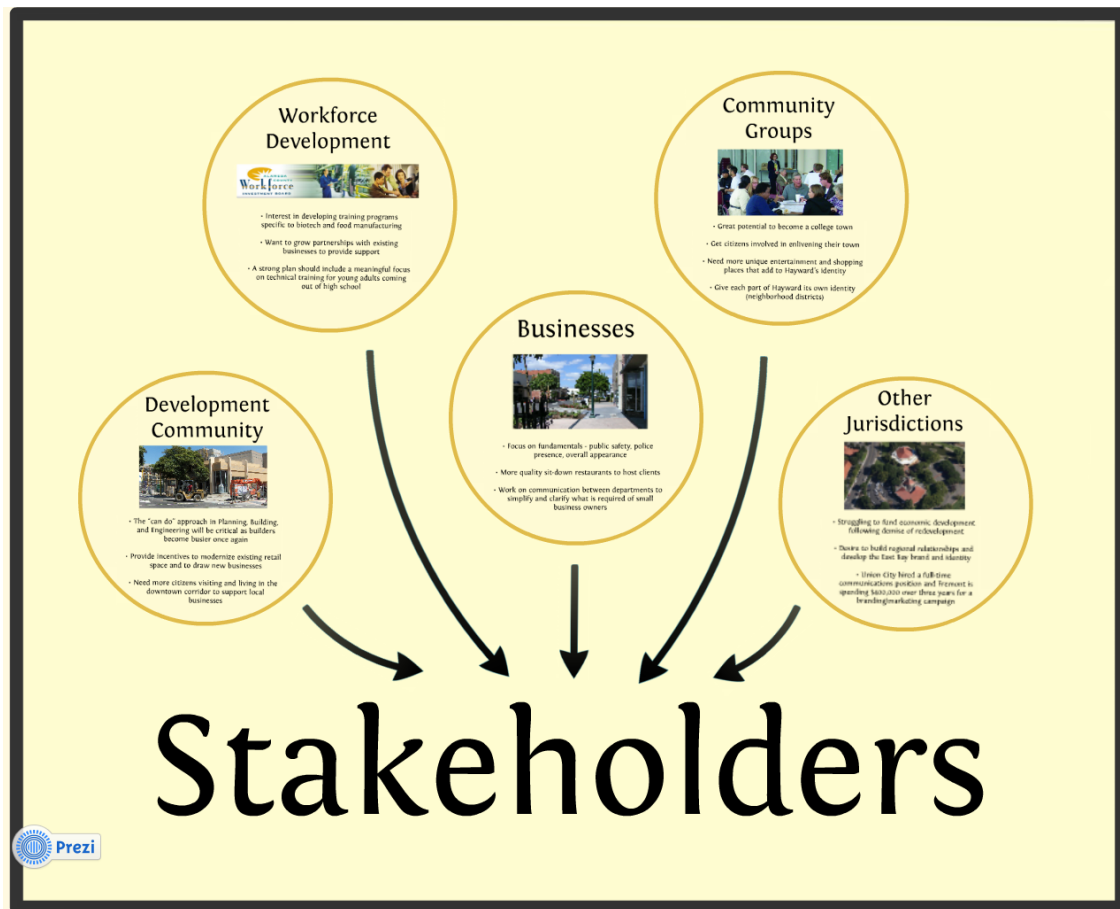 Workforce
Development
ALAMEDA
COUNTY
Workforce
INVESTMENT BOARD
• Interest in developing training programs
specific to biotech and food manufacturing
• Want to grow partnerships with existing
businesses to provide support
• A strong plan should include a meaningful focus
on technical training for young adults coming
out of high school
Community
Groups
• Great potential to become a college town
• Get citizens involved in enlivening their town
• Need more unique entertainment and shopping
places that add to Hayward's identity
• Give each part of Hayward its own identity
(neighborhood districts)
Businesses
• Focus on fundamentals - public safety, police
presence, overall appearance
• More quality sit-down restaurants to host clients
• Work on communication between departments to
simplify and clarify what is required of small
business owners
Development
Community
• The "can do" approach in Planning, Building,
and Engineering will be critical as builders
become busier once again
• Provide incentives to modernize existing retail
space and to draw new businesses
• Need more citizens visiting and living in the
downtown corridor to support local
businesses
Other
Jurisdictions
• Struggling to fund economic development
following demise of redevelopment
• Desire to build regional relationships and
develop the East Bay brand and identity
• Union City hired a full-time
communications position and Fremont is
spending over three years for a
branding/marketing campaign
Stakeholders
Prezi